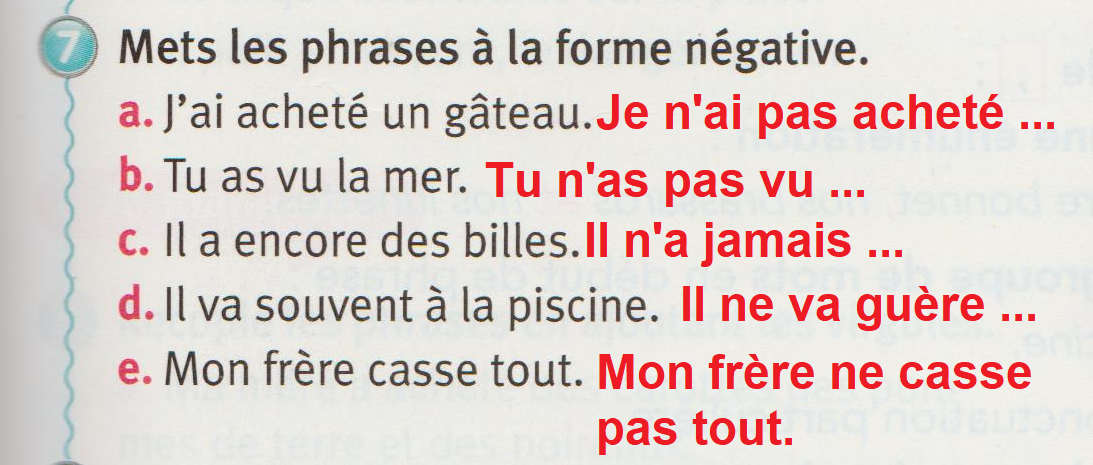 7 Mets les phrases à la forme négative.
a. J'ai acheté un gâteau. Je n'ai pas acheté ...
b. Tu as vu la mer. Tu n'as pas vu ...
c. Il a encore des billes. Il n'a jamais ...
d. Il va souvent à la piscine. Il ne va guère ...
e. Mon frère casse tout. Mon frère ne casse
pas tout.